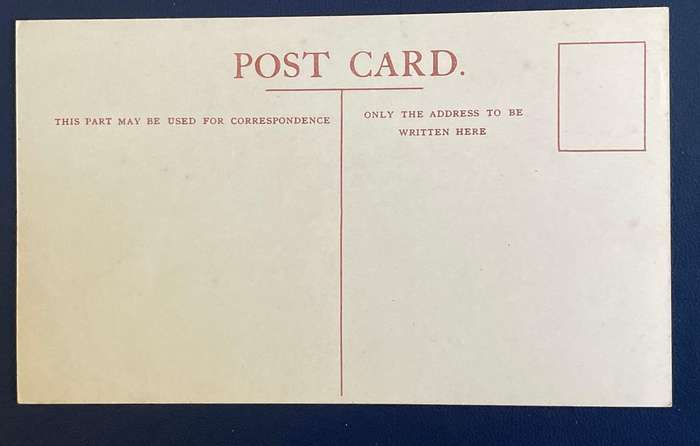 POST CARD.
THIS PART MAY BE USED FOR CORRESPONDENCE
ONLY THE ADDRESS TO BE
WRITTEN HERE